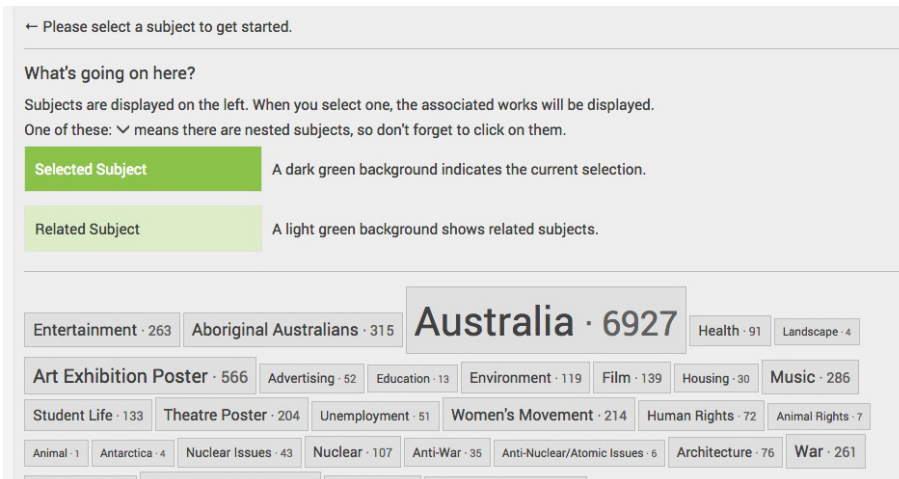 ← Please select a subject to get started.
What's going on here?
Subjects are displayed on the left. When you select one, the associated works will be displayed.
One of these: ⌵ means there are nested subjects, so don't forget to click on them.
Selected Subject A dark green background indicates the current selection.
Related Subject A light green background shows related subjects.
Entertainment · 263 Aboriginal Australians · 315 Australia · 6927 Health · 91 Landscape · 4
Art Exhibition Poster · 566 Advertising · 52 Education · 13 Environment · 119 Film · 139 Housing · 30 Music · 286
Student Life · 133 Theatre Poster · 204 Unemployment · 51 Women's Movement · 214 Human Rights · 72 Animal Rights · 7
Animal · 1 Antarctica · 4 Nuclear Issues · 43 Nuclear · 107 Anti-War · 35 Anti-Nuclear/Atomic Issues · 6 Architecture · 76 War · 261